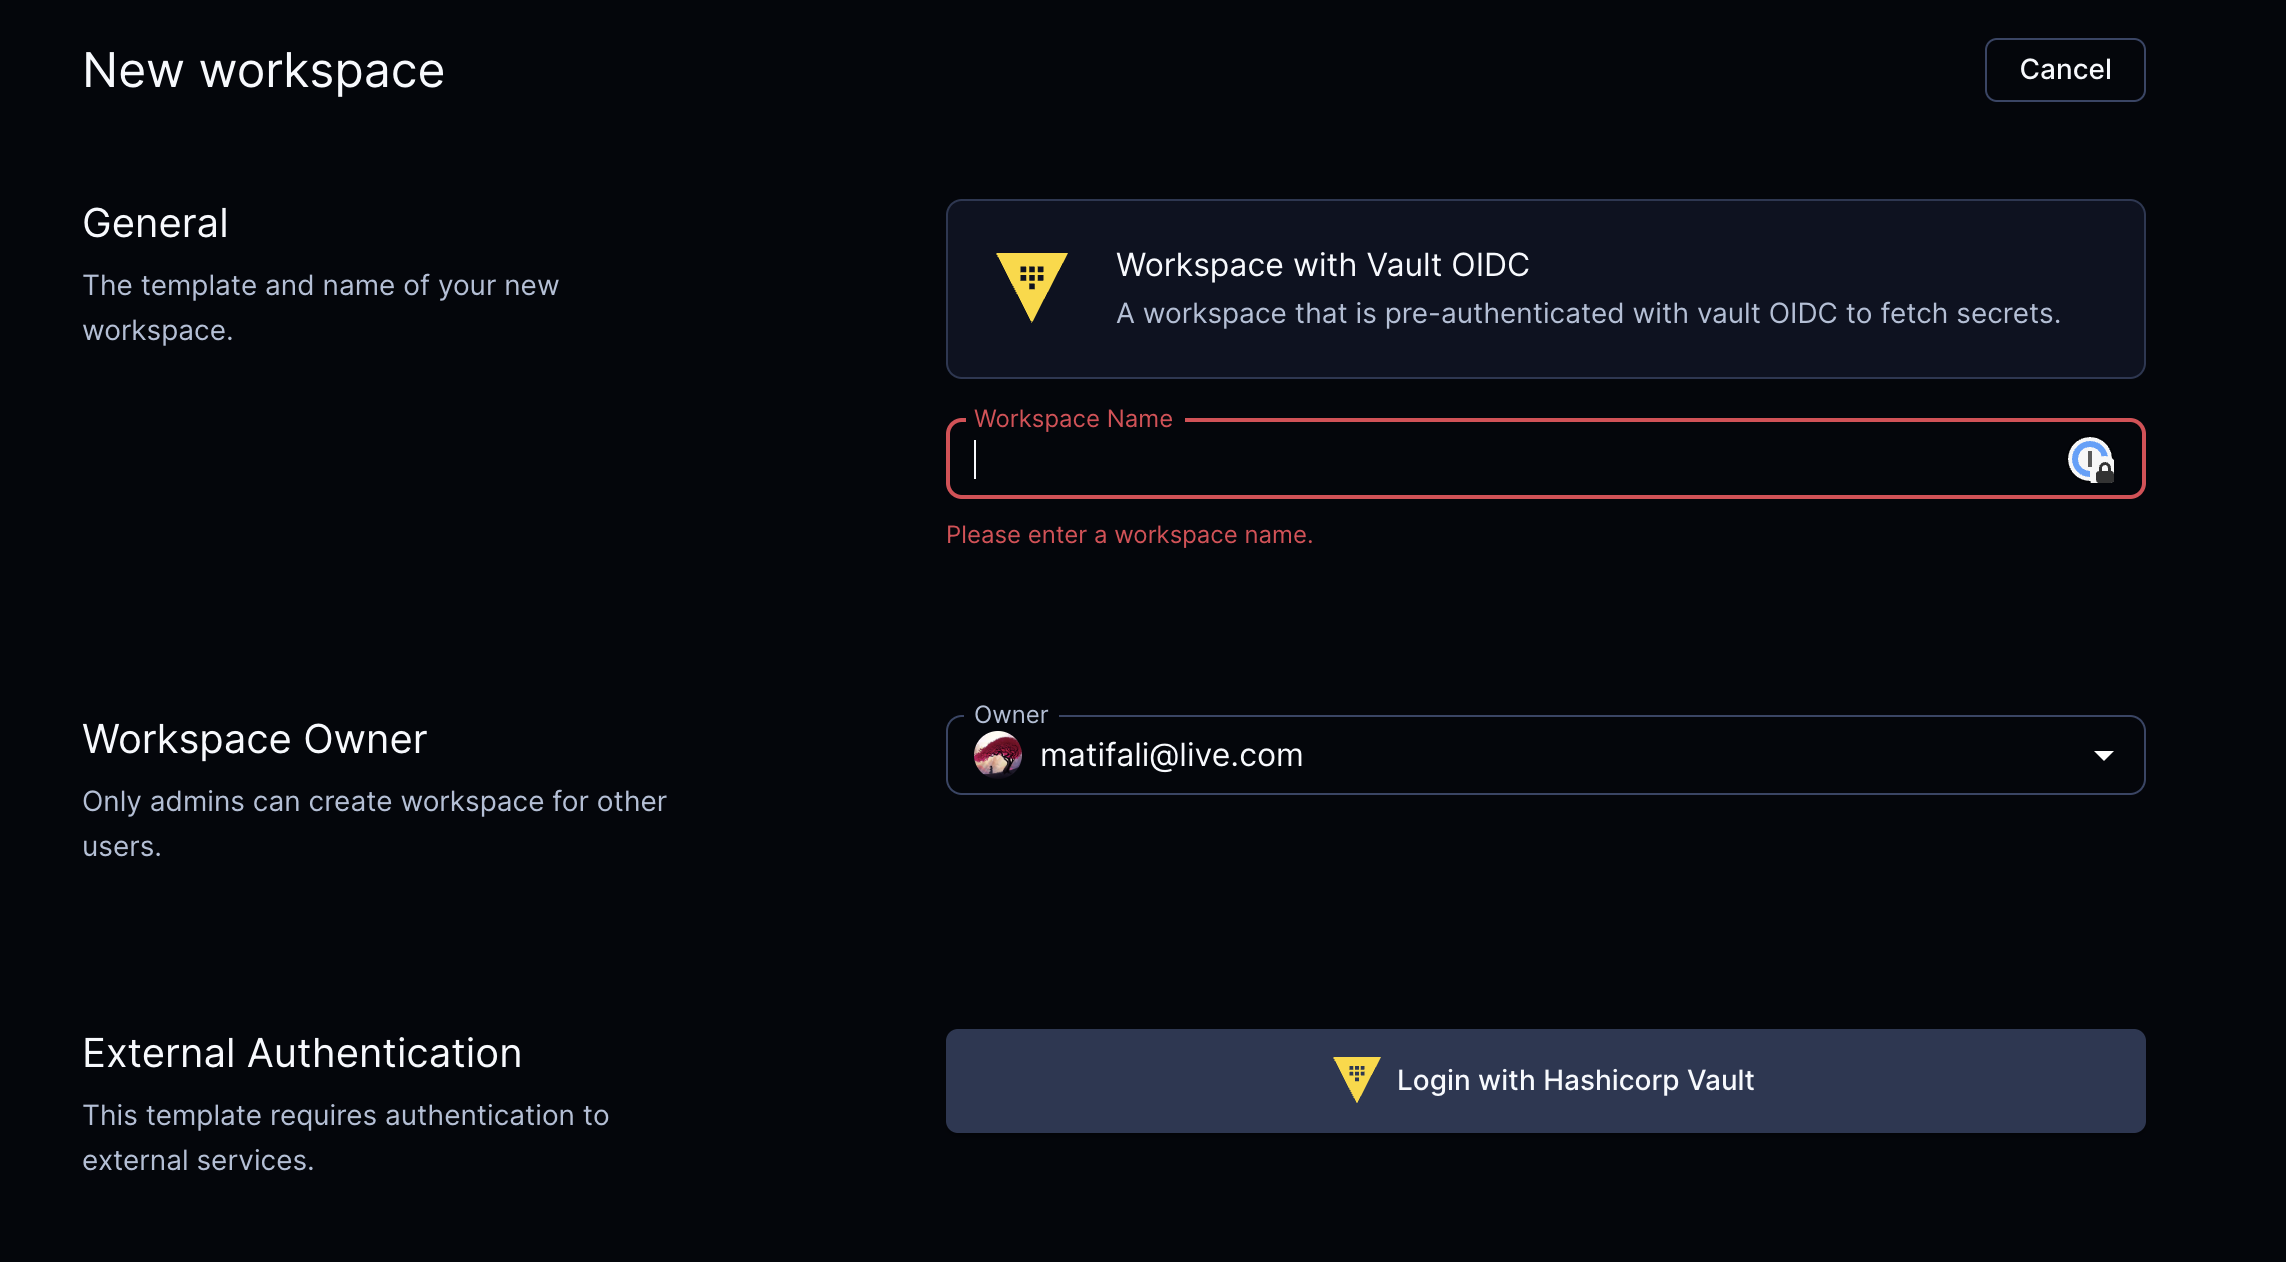 New workspace
Cancel
General
The template and name of your new
workspace.
Workspace with Vault OIDC
A workspace that is pre-authenticated with vault OIDC to fetch secrets.
Workspace Name
Please enter a workspace name.
Workspace Owner
Only admins can create workspace for other
users.
Owner
matifali@live.com
External Authentication
This template requires authentication to
external services.
Login with Hashicorp Vault